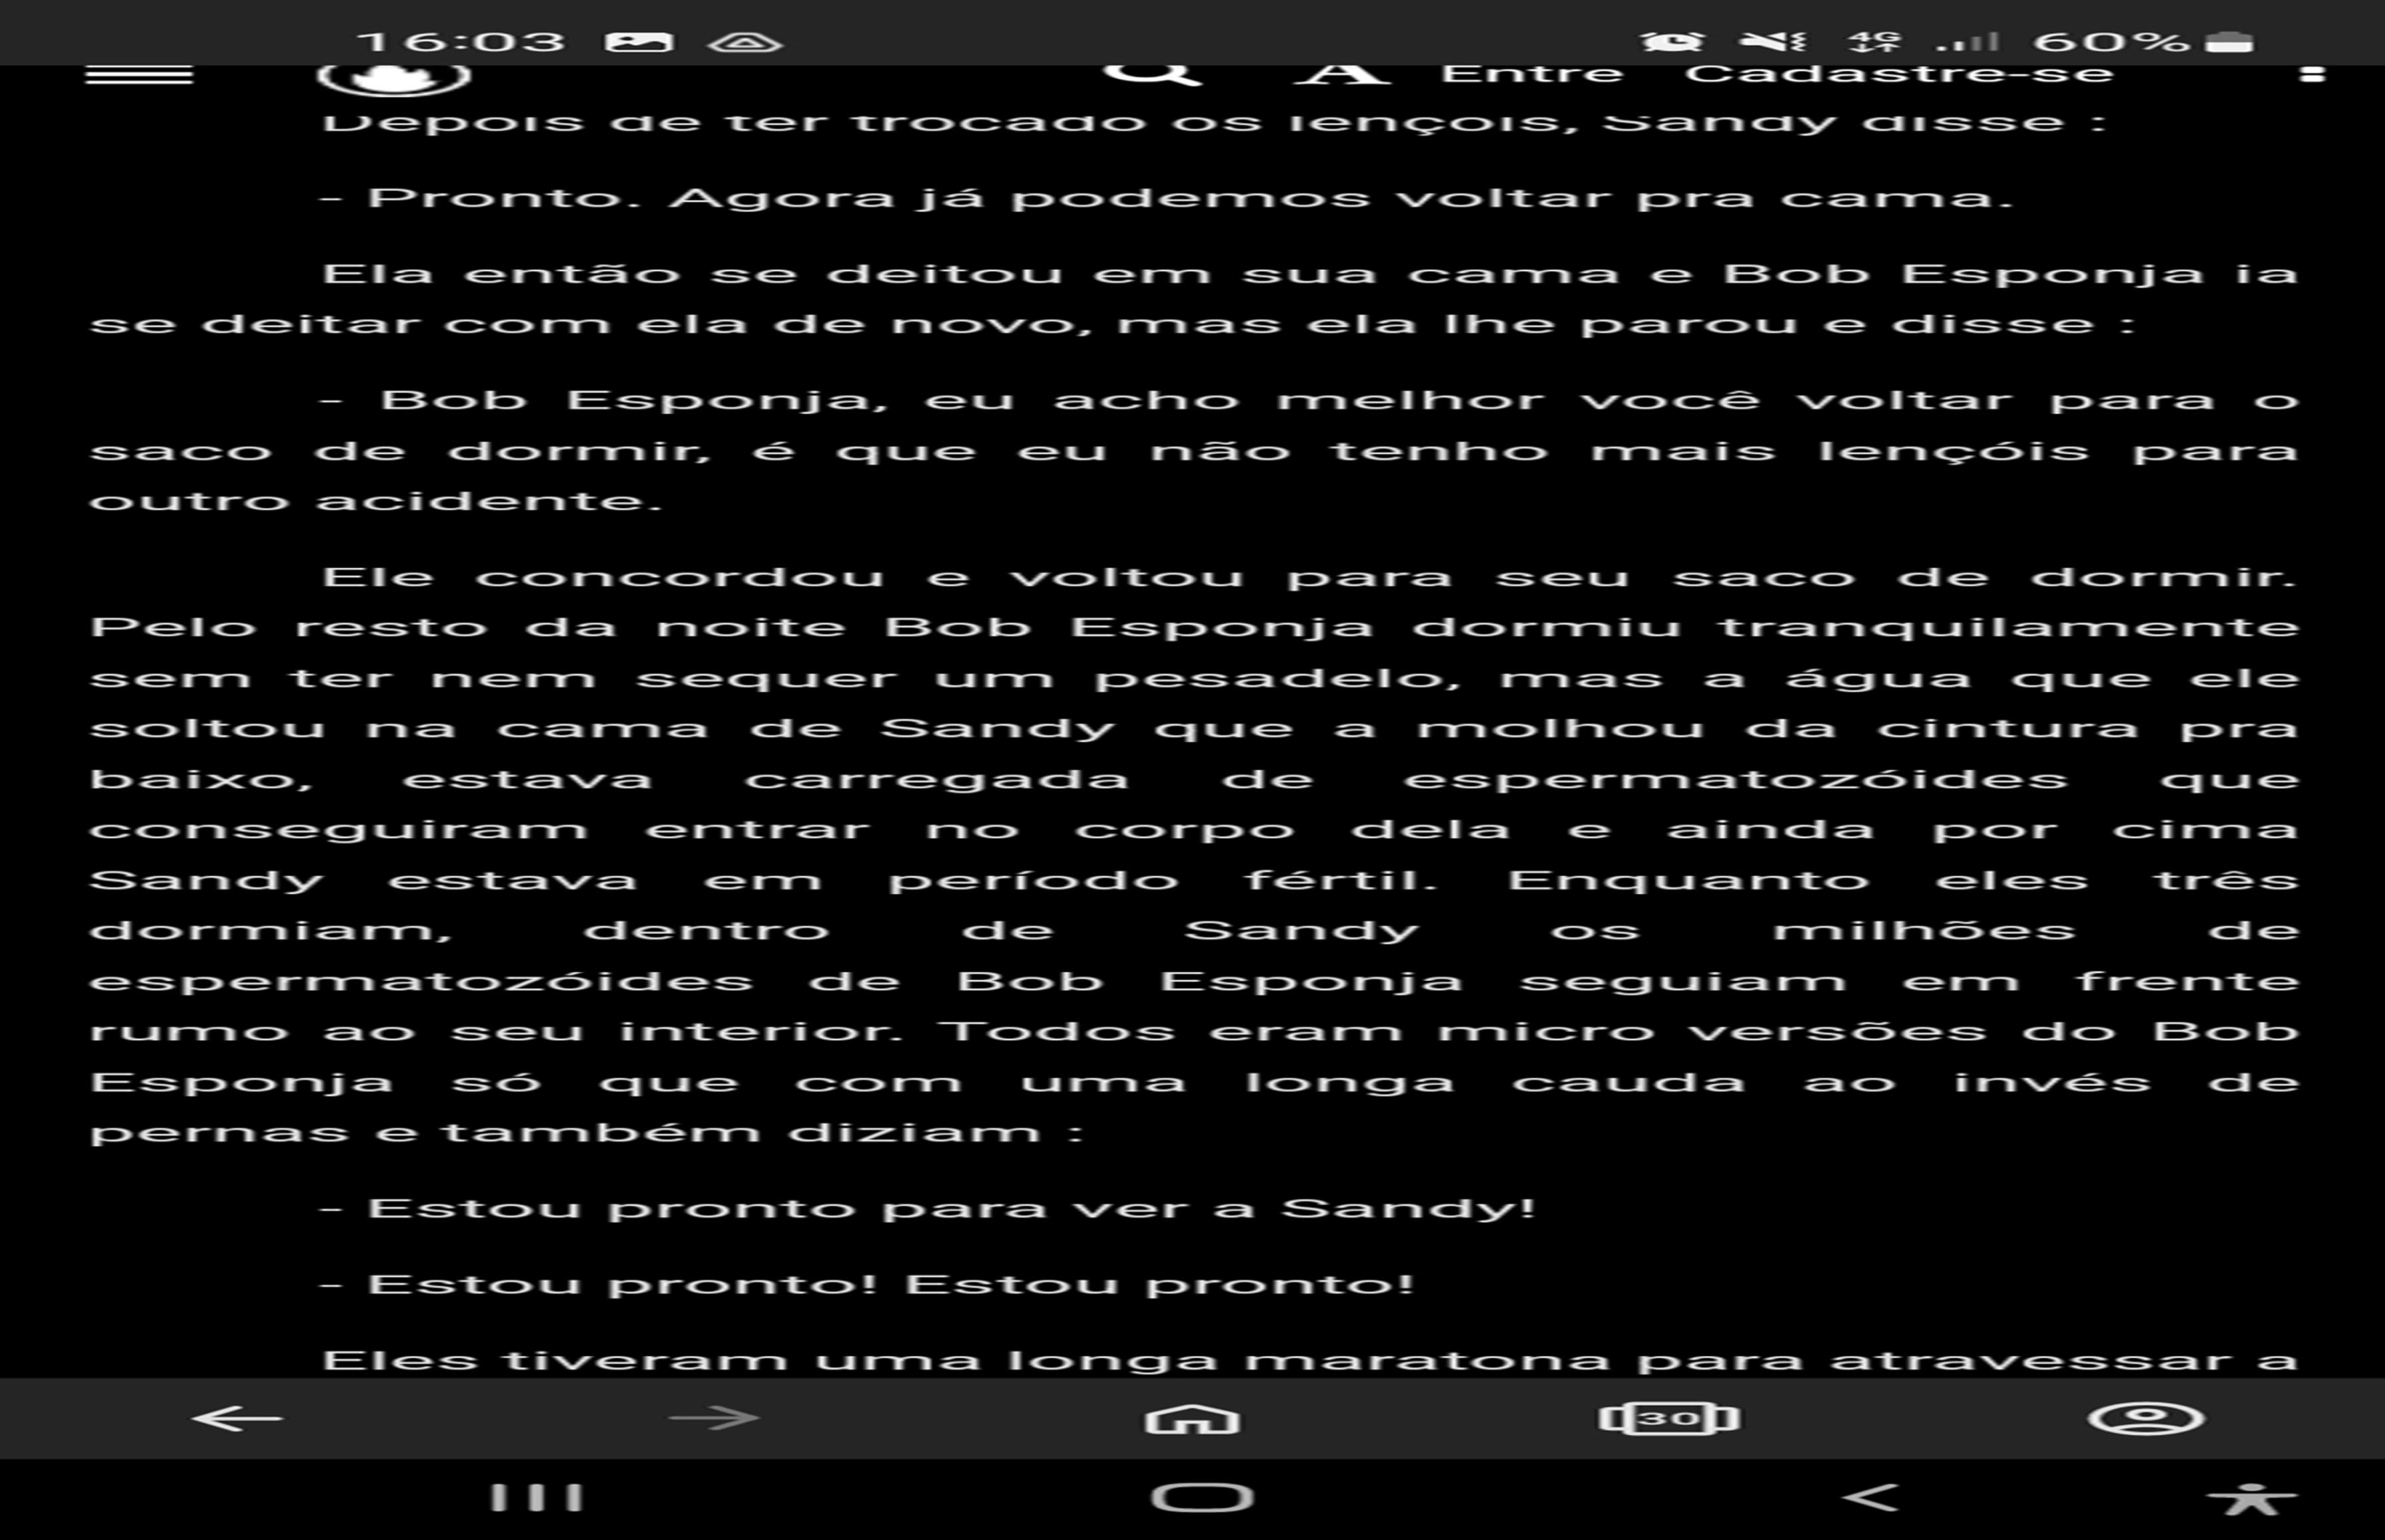 16:03 4G 60%
Entre Cadastre-se
Depois de ter trocado os lençois, Sandy disse :
- Pronto. Agora já podemos voltar pra cama.
Ela então se deitou em sua cama e Bob Esponja ia
se deitar com ela de novo, mas ela lhe parou e disse :
- Bob Esponja, eu acho melhor você voltar para o
saco de dormir, é que eu não tenho mais lençóis para
outro acidente.
Ele concordou e voltou para seu saco de dormir.
Pelo resto da noite Bob Esponja dormiu tranquilamente
sem ter nem sequer um pesadelo, mas a água que ele
soltou na cama de Sandy que a molhou da cintura pra
baixo, estava carregada de espermatozóides que
conseguiram entrar no corpo dela e ainda por cima
Sandy estava em período fértil. Enquanto eles três
dormiam, dentro de Sandy os milhões de
espermatozóides de Bob Esponja seguiam em frente
rumo ao seu interior. Todos eram micro versões do Bob
Esponja só que com uma longa cauda ao invés de
pernas e também diziam :
- Estou pronto para ver a Sandy!
- Estou pronto! Estou pronto!
Eles tiveram uma longa maratona para atravessar a
30